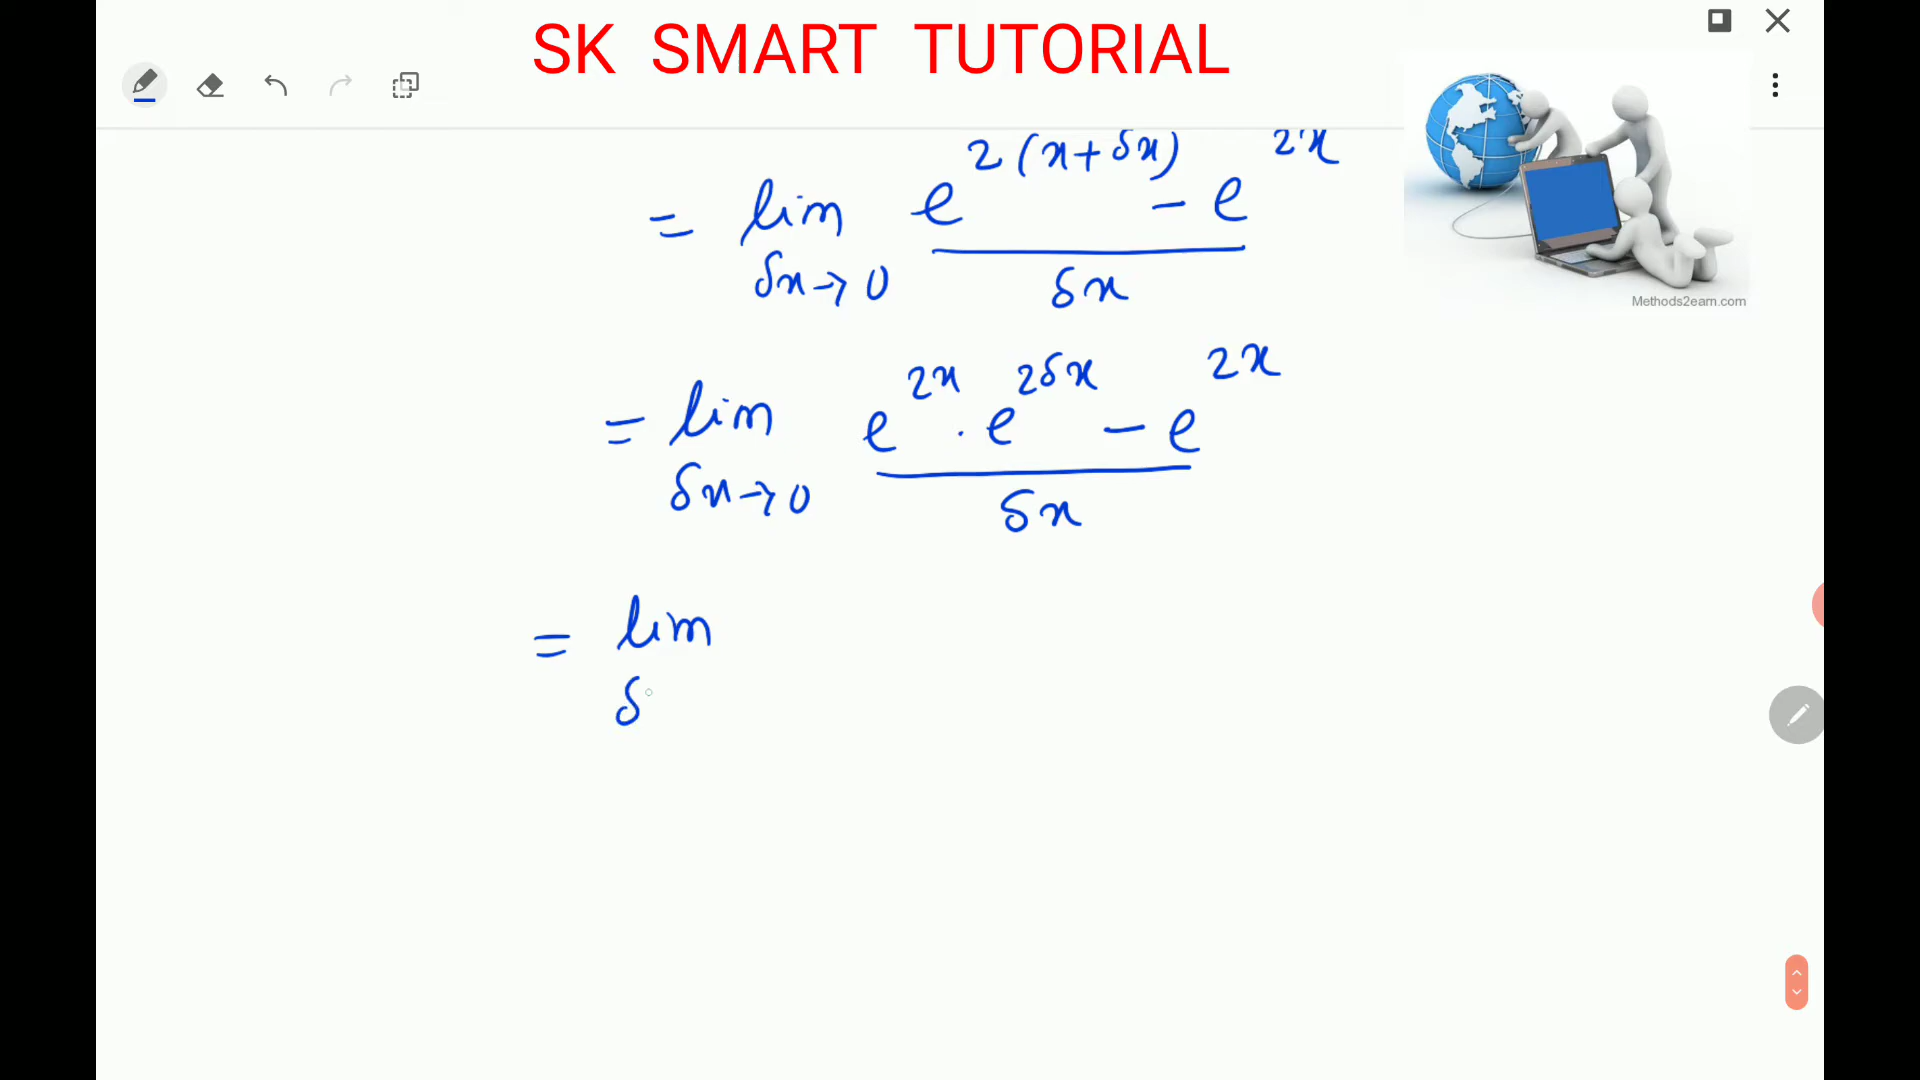 SK SMART TUTORIAL
= lim e^2(x+δx) - e^2x
δx→0 δx
Methods2earn.com
= lim e^2x . e^2δx - e^2x
δx→0 δx
= lim
δ